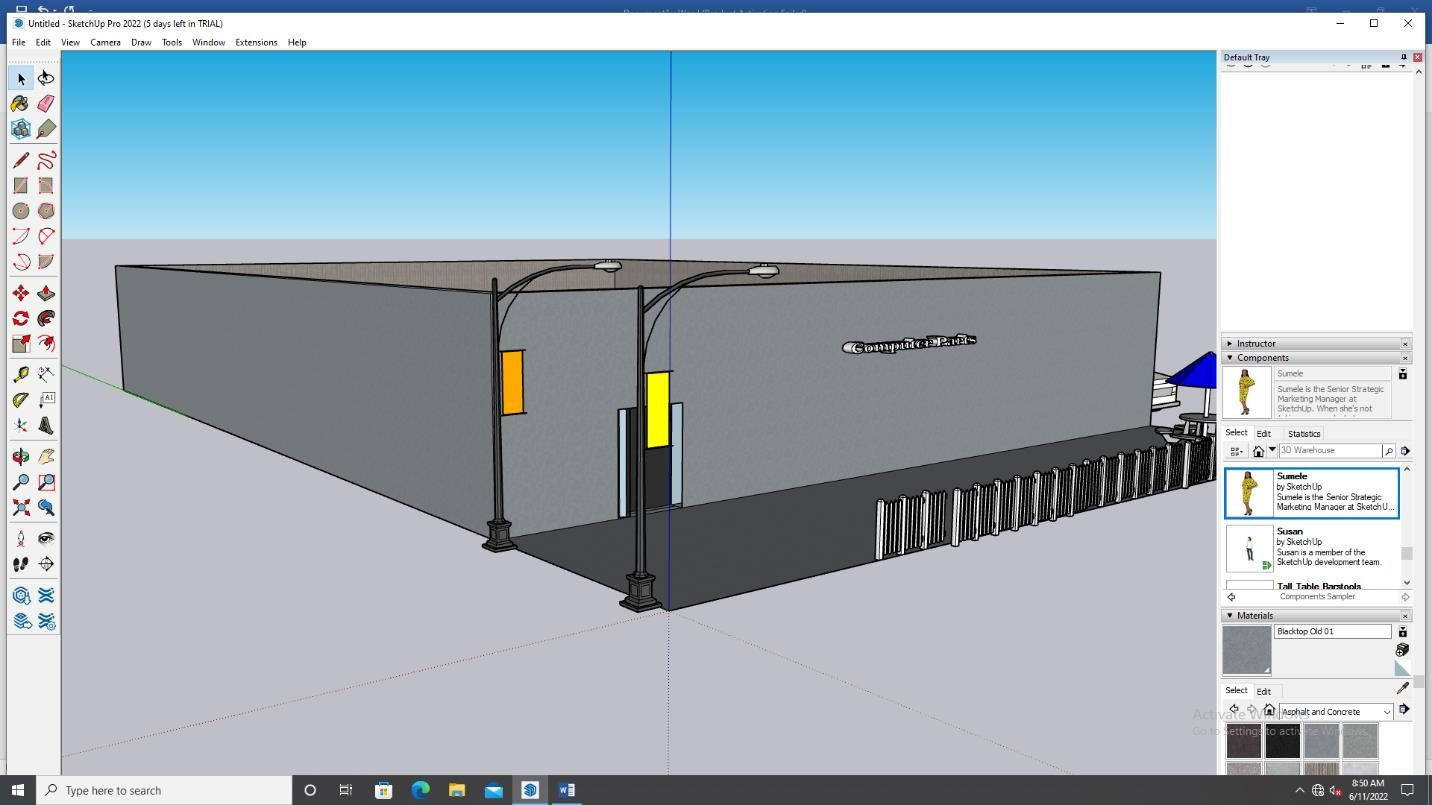 Untitled - SketchUp Pro 2022 (5 days left in TRIAL)
File Edit View Camera Draw Tools Window Extensions Help
Default Tray
Computer Parts
Instructor
Components
Sumele
Sumele is the Senior Strategic
Marketing Manager at
SketchUp. When she's not
Select Edit Statistics
3D Warehouse
Sumele
by SketchUp
Sumele is the Senior Strategic
Marketing Manager at SketchU...
Susan
by SketchUp
Susan is a member of the
SketchUp development team.
Tall Table Barstools
Components Sampler
Materials
Blacktop Old 01
Select Edit
Activate Windows
Asphalt and Concrete
Go to Settings to activate Windows.
Type here to search
8:50 AM
6/11/2022